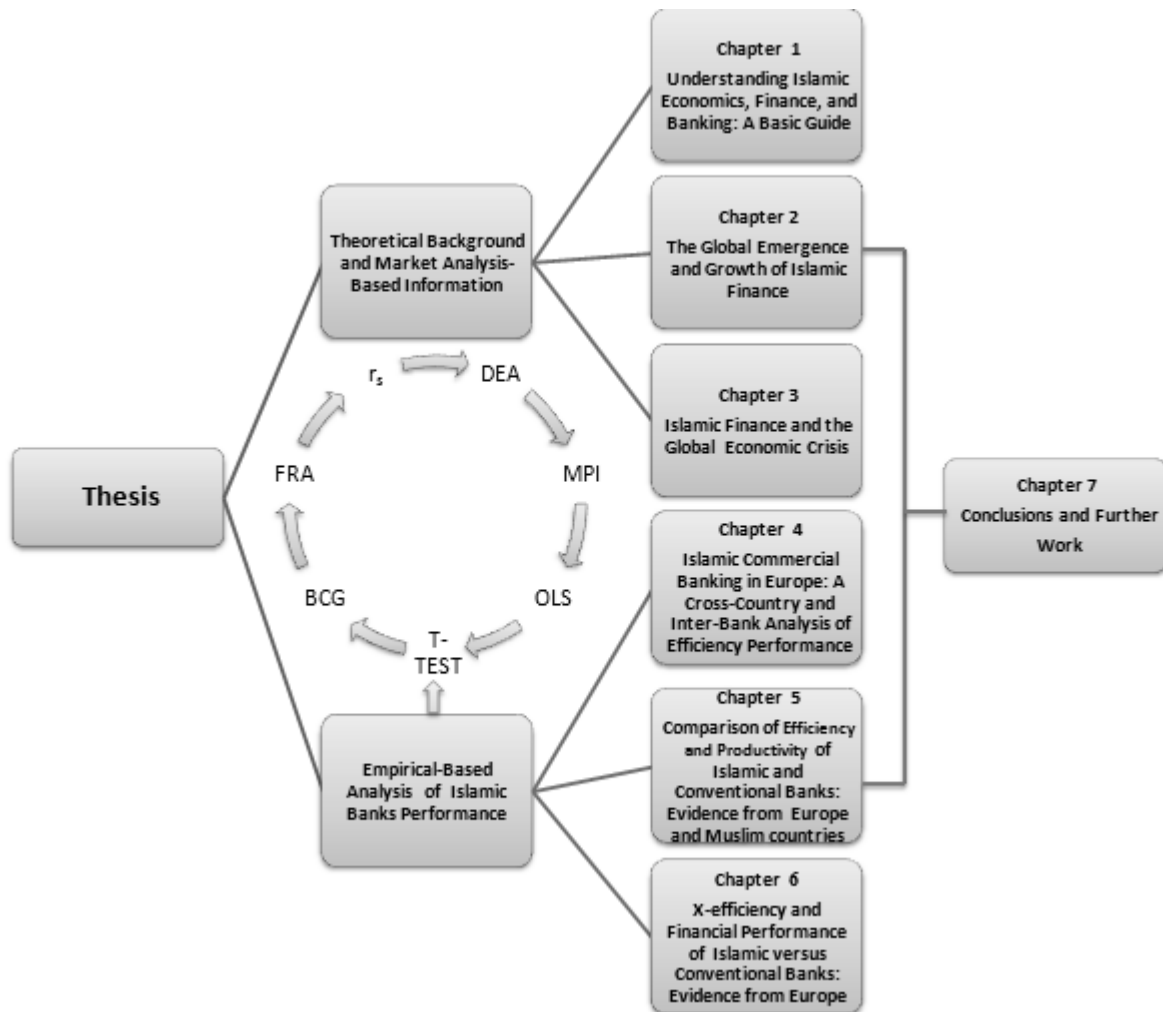 Thesis
Theoretical Background
and Market Analysis-
Based Information
rs
DEA
MPI
OLS
T-
TEST
BCG
FRA
Empirical-Based
Analysis of Islamic
Banks Performance
Chapter 1
Understanding Islamic
Economics, Finance, and
Banking: A Basic Guide
Chapter 2
The Global Emergence
and Growth of Islamic
Finance
Chapter 3
Islamic Finance and the
Global Economic Crisis
Chapter 4
Islamic Commercial
Banking in Europe: A
Cross-Country and
Inter-Bank Analysis of
Efficiency Performance
Chapter 5
Comparison of Efficiency
and Productivity of
Islamic and
Conventional Banks:
Evidence from Europe
and Muslim countries
Chapter 6
X-efficiency and
Financial Performance
of Islamic versus
Conventional Banks:
Evidence from Europe
Chapter 7
Conclusions and Further
Work